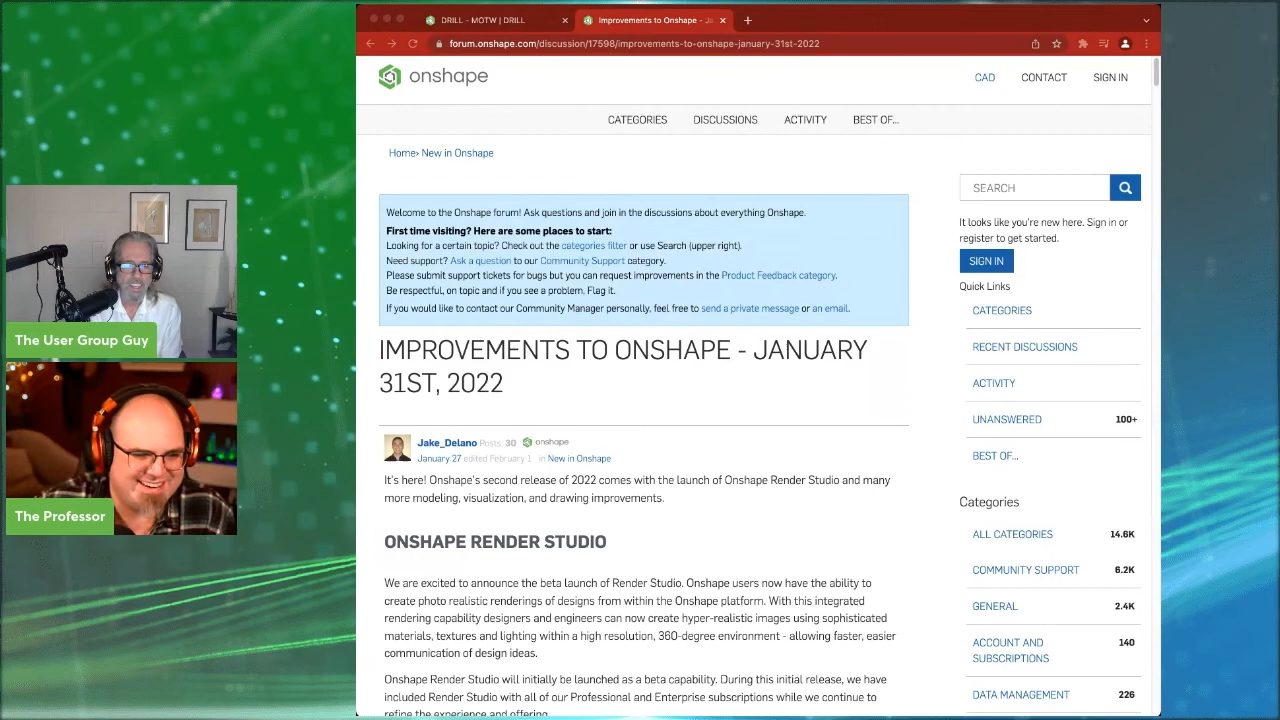 DRILL - MOTW | DRILL
Improvements to Onshape - Ja
forum.onshape.com/discussion/17598/improvements-to-onshape-january-31st-2022
onshape
CAD CONTACT SIGN IN
CATEGORIES DISCUSSIONS ACTIVITY BEST OF...
Home› New in Onshape
Welcome to the Onshape forum! Ask questions and join in the discussions about everything Onshape.
First time visiting? Here are some places to start:
Looking for a certain topic? Check out the categories filter or use Search (upper right).
Need support? Ask a question to our Community Support category.
Please submit support tickets for bugs but you can request improvements in the Product Feedback category.
Be respectful, on topic and if you see a problem, Flag it.
If you would like to contact our Community Manager personally, feel free to send a private message or an email.
IMPROVEMENTS TO ONSHAPE - JANUARY
31ST, 2022
Jake_Delano Posts: 30 onshape
January 27 edited February 1 in New in Onshape
It's here! Onshape's second release of 2022 comes with the launch of Onshape Render Studio and many
more modeling, visualization, and drawing improvements.
ONSHAPE RENDER STUDIO
We are excited to announce the beta launch of Render Studio. Onshape users now have the ability to
create photo realistic renderings of designs from within the Onshape platform. With this integrated
rendering capability designers and engineers can now create hyper-realistic images using sophisticated
materials, textures and lighting within a high resolution, 360-degree environment - allowing faster, easier
communication of design ideas.
Onshape Render Studio will initially be launched as a beta capability. During this initial release, we have
included Render Studio with all of our Professional and Enterprise subscriptions while we continue to
refine the experience and offering.
SEARCH
It looks like you're new here. Sign in or
register to get started.
SIGN IN
Quick Links
CATEGORIES
RECENT DISCUSSIONS
ACTIVITY
UNANSWERED 100+
BEST OF...
Categories
ALL CATEGORIES 14.6K
COMMUNITY SUPPORT 6.2K
GENERAL 2.4K
ACCOUNT AND 140
SUBSCRIPTIONS
DATA MANAGEMENT 226
The User Group Guy
The Professor